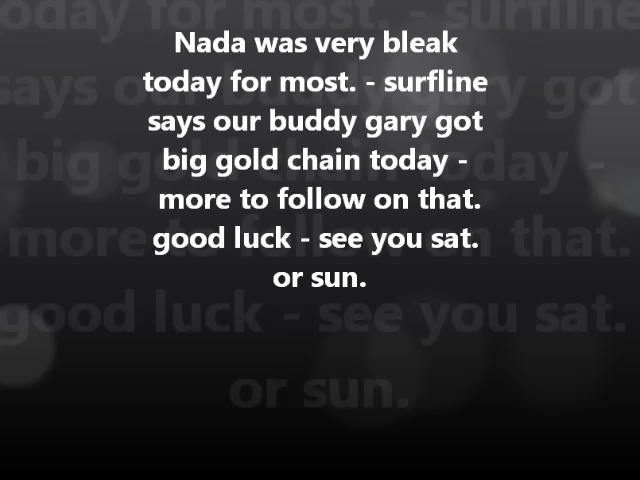 Nada was very bleak
today for most. - surfline
says our buddy gary got
big gold chain today -
more to follow on that.
good luck - see you sat.
or sun.